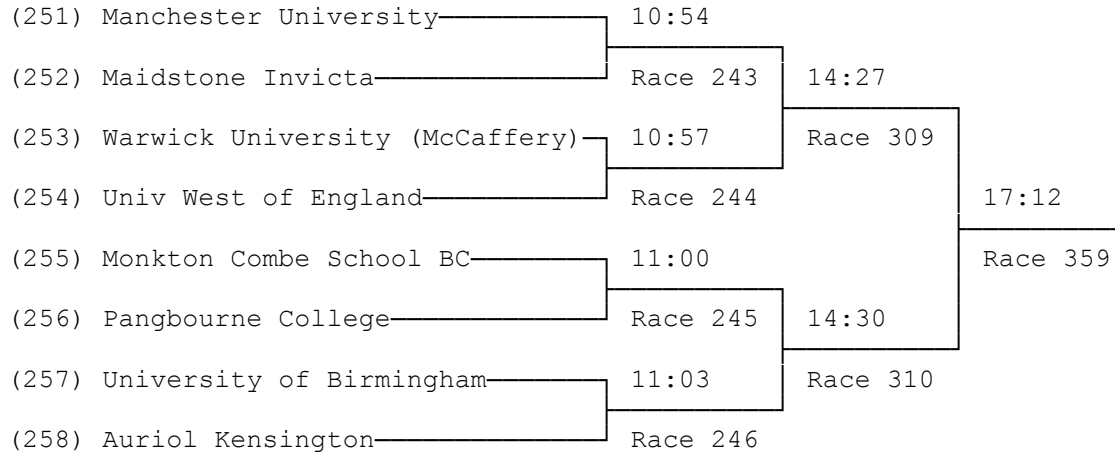 (251) Manchester University 10:54
(252) Maidstone Invicta Race 243 14:27
(253) Warwick University (McCaffery) 10:57 Race 309
(254) Univ West of England Race 244 17:12
(255) Monkton Combe School BC 11:00 Race 359
(256) Pangbourne College Race 245 14:30
(257) University of Birmingham 11:03 Race 310
(258) Auriol Kensington Race 246